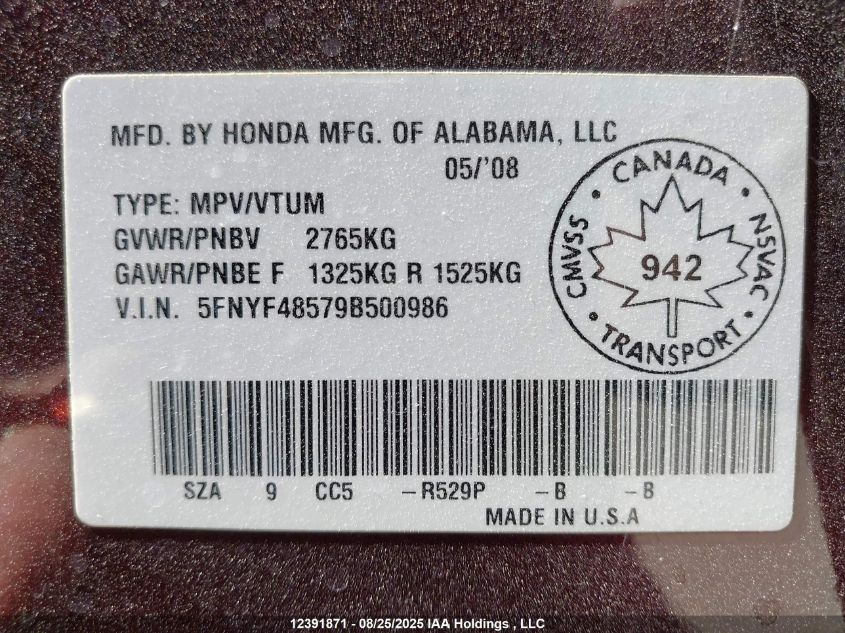 MFD. BY HONDA MFG. OF ALABAMA, LLC
05/'08
TYPE: MPV/VTUM
GVWR/PNBV 2765KG
GAWR/PNBE F 1325KG R 1525KG
V.I.N. 5FNYF48579B500986
CANADA
CMVSS
942
NSVAC
TRANSPORT
SZA 9 CC5 -R529P -B -B
MADE IN U.S.A
12391871 - 08/25/2025 IAA Holdings , LLC